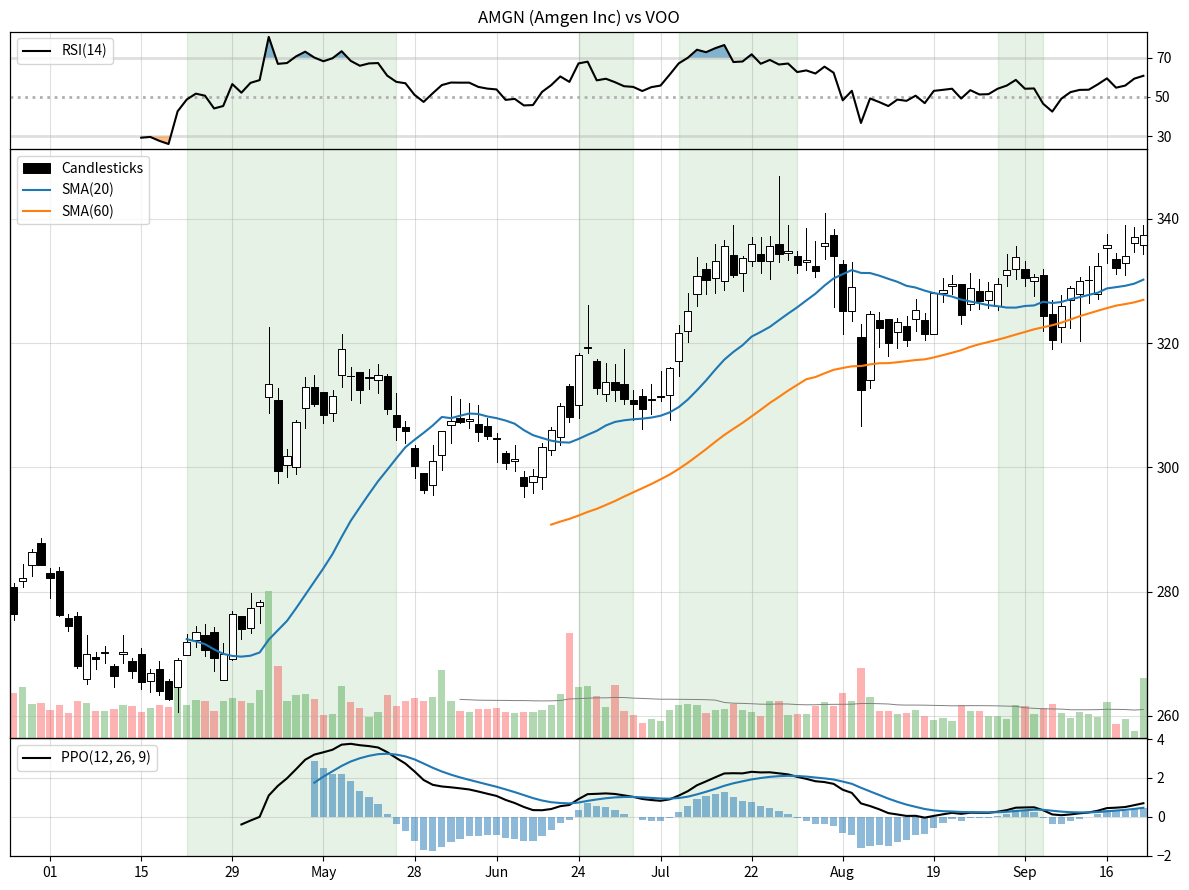 AMGN (Amgen Inc) vs VOO
RSI(14)
70
50
30
Candlesticks
SMA(20)
SMA(60)
340
320
300
280
260
PPO(12, 26, 9)
4
2
0
−2
01 15 29 May 28 Jun 24 Jul 22 Aug 19 Sep 16